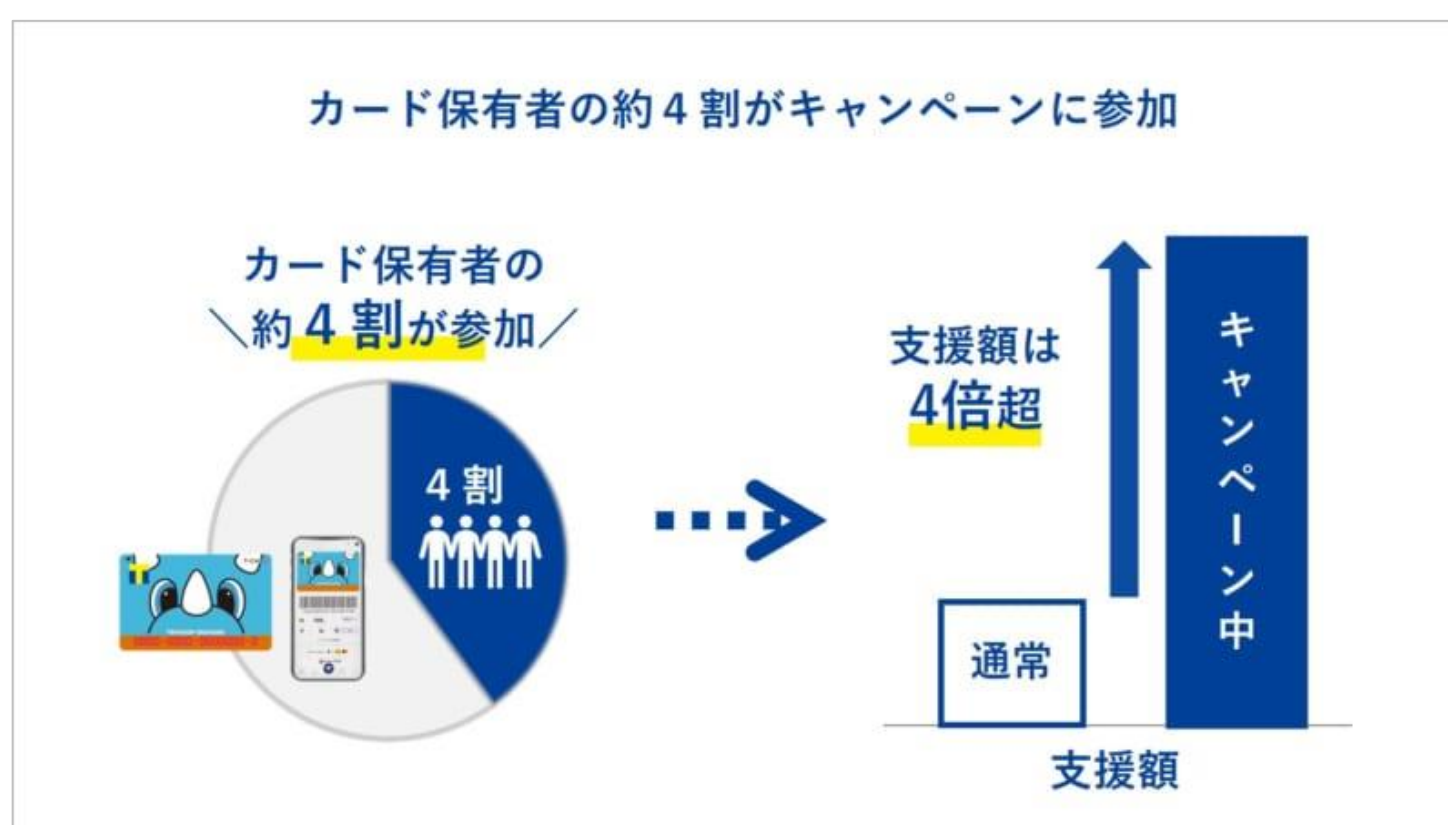 カード保有者の約4割がキャンペーンに参加
カード保有者の
＼約4割が参加／
4割
支援額は
4倍超
キャンペーン中
通常
支援額